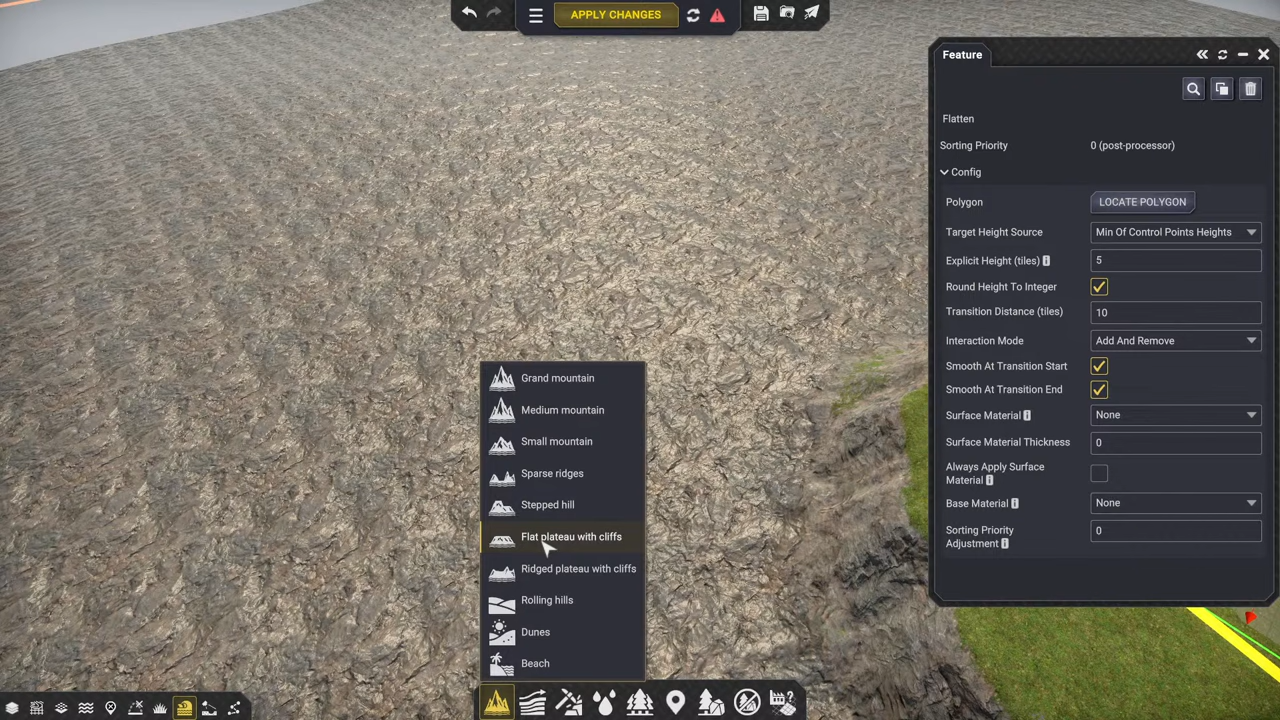 APPLY CHANGES
Feature
Flatten
Sorting Priority 0 (post-processor)
Config
Polygon LOCATE POLYGON
Target Height Source Min Of Control Points Heights
Explicit Height (tiles) 5
Round Height To Integer
Transition Distance (tiles) 10
Interaction Mode Add And Remove
Smooth At Transition Start
Smooth At Transition End
Surface Material None
Surface Material Thickness 0
Always Apply Surface
Material
Base Material None
Sorting Priority 0
Adjustment
Grand mountain
Medium mountain
Small mountain
Sparse ridges
Stepped hill
Flat plateau with cliffs
Ridged plateau with cliffs
Rolling hills
Dunes
Beach